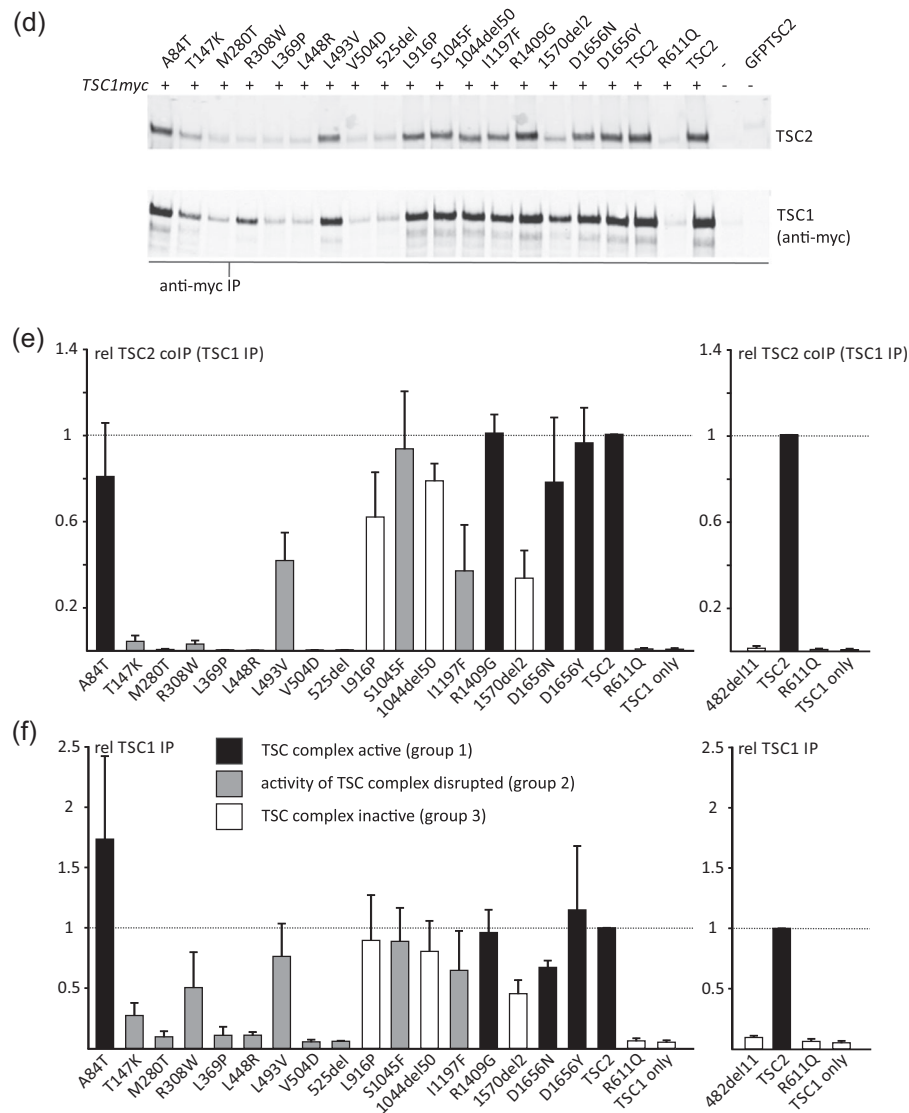 (d)
A84T T147K M280T R308W L369P L448R L493V V504D 525del L916P S1045F 1044del50 I1197F R1409G 1570del2 D1656N D1656Y TSC2 R611Q TSC2 - GFPTSC2
TSC1myc + + + + + + + + + + + + + + + + + + + + - -
TSC2
TSC1
(anti-myc)
anti-myc IP
(e)
1.4 rel TSC2 coIP (TSC1 IP)
1
0.6
0.2
A84T T147K M280T R308W L369P L448R L493V V504D 525del L916P S1045F 1044del50 I1197F R1409G 1570del2 D1656N D1656Y TSC2 R611Q TSC1 only
1.4 rel TSC2 coIP (TSC1 IP)
1
0.6
0.2
482del11 TSC2 R611Q TSC1 only
(f)
2.5 rel TSC1 IP
2
1.5
1
0.5
TSC complex active (group 1)
activity of TSC complex disrupted (group 2)
TSC complex inactive (group 3)
A84T T147K M280T R308W L369P L448R L493V V504D 525del L916P S1045F 1044del50 I1197F R1409G 1570del2 D1656N D1656Y TSC2 R611Q TSC1 only
2.5 rel TSC1 IP
2
1.5
1
0.5
482del11 TSC2 R611Q TSC1 only